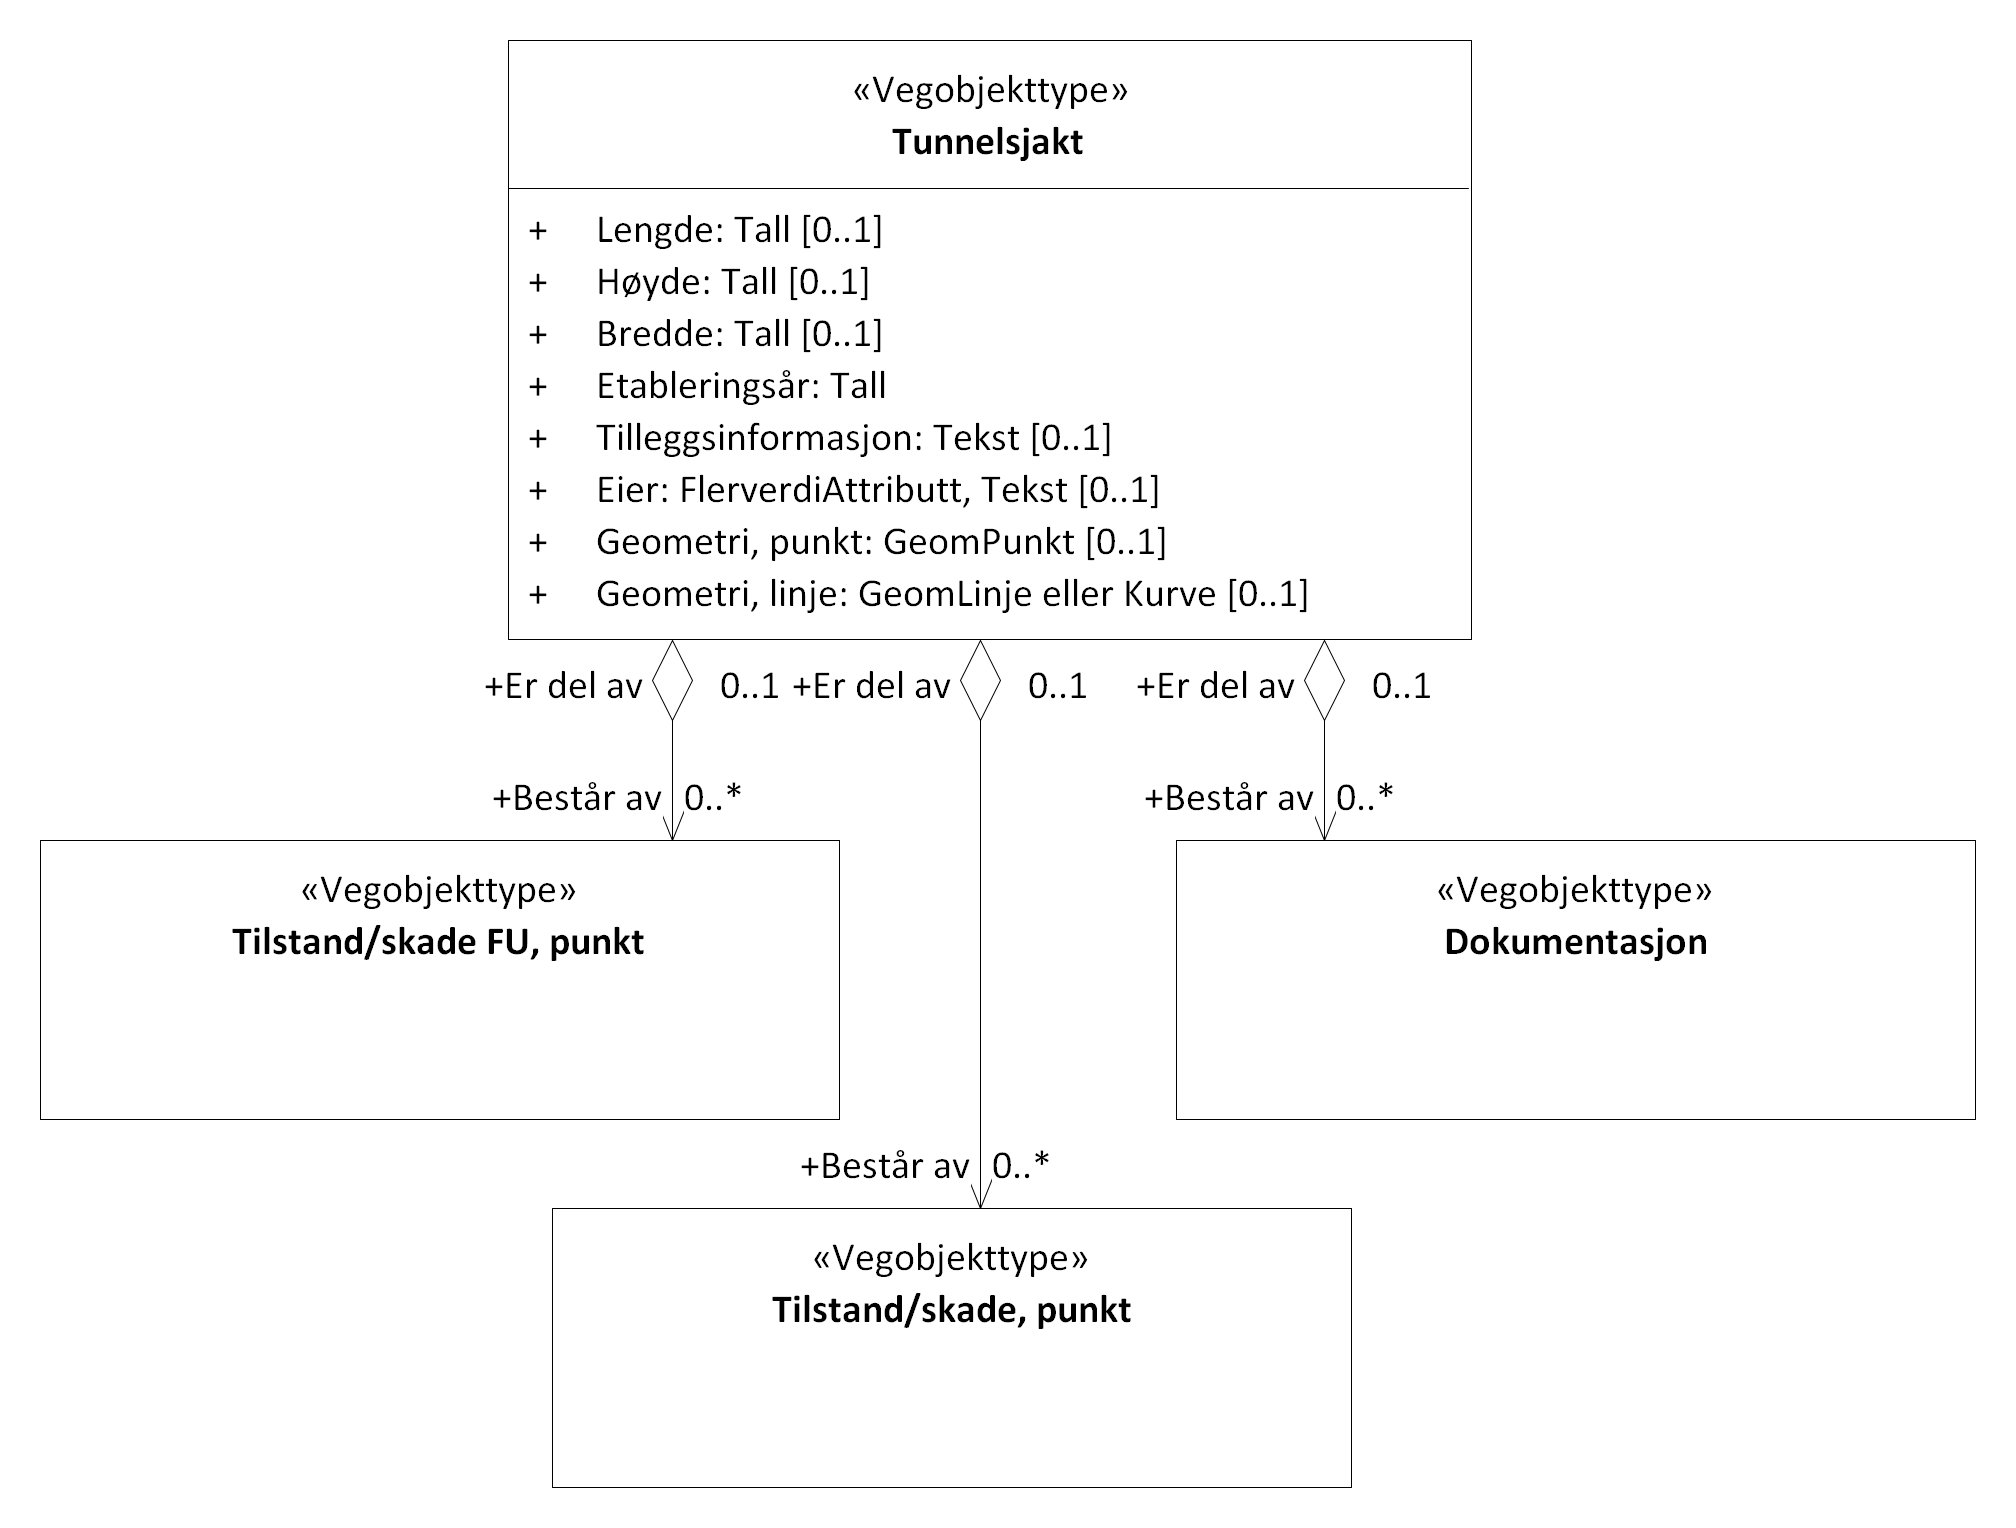 «Vegobjekttype»
Tunnelsjakt
+ Lengde: Tall [0..1]
+ Høyde: Tall [0..1]
+ Bredde: Tall [0..1]
+ Etableringsår: Tall
+ Tilleggsinformasjon: Tekst [0..1]
+ Eier: FlerverdiAttributt, Tekst [0..1]
+ Geometri, punkt: GeomPunkt [0..1]
+ Geometri, linje: GeomLinje eller Kurve [0..1]
+Er del av 0..1 +Er del av 0..1 +Er del av 0..1
+Består av 0..* +Består av 0..*
«Vegobjekttype»
Tilstand/skade FU, punkt
«Vegobjekttype»
Dokumentasjon
+Består av 0..*
«Vegobjekttype»
Tilstand/skade, punkt